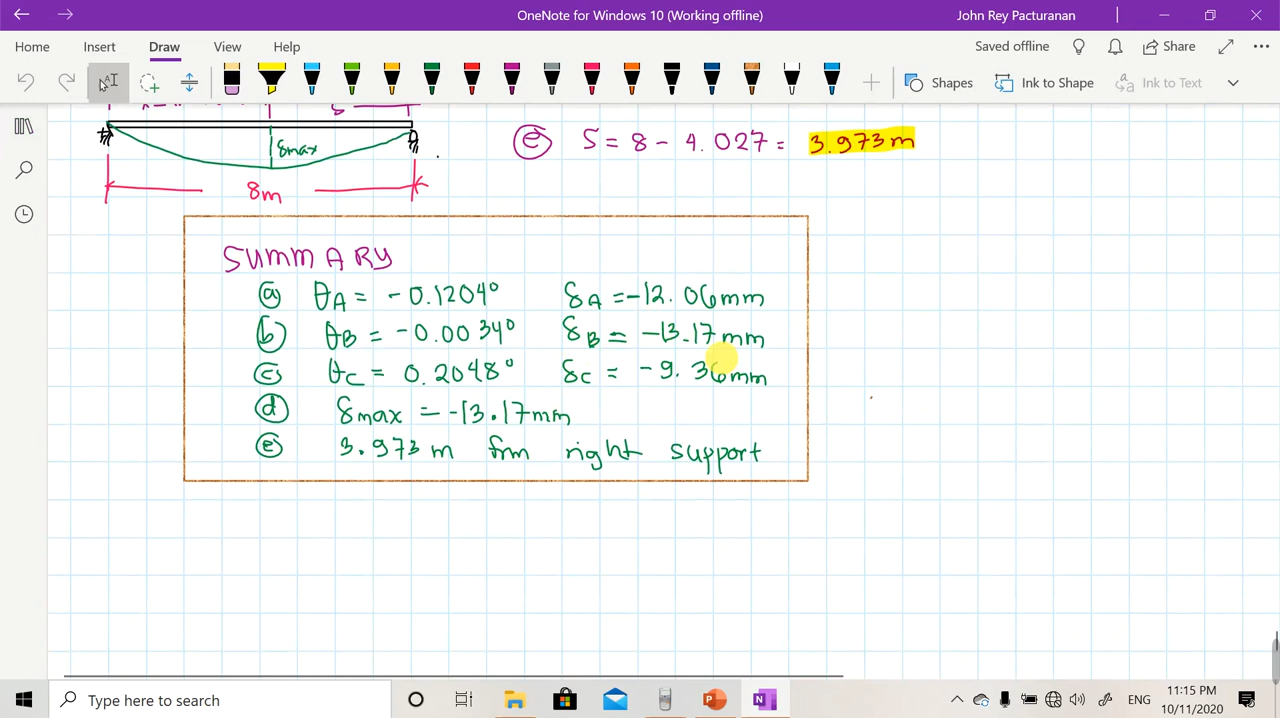 OneNote for Windows 10 (Working offline)
John Rey Pacturanan
Home Insert Draw View Help
Saved offline
Share
Shapes
Ink to Shape
Ink to Text
δmax
8m
(e) S = 8 - 4.027 = 3.973m
SUMMARY
(a) θA = -0.1204° δA = -12.06mm
(b) θB = -0.0034° δB = -13.17mm
(c) θC = 0.2048° δC = -9.36mm
(d) δmax = -13.17mm
(e) 3.973m frm right support
Type here to search
ENG
11:15 PM
10/11/2020